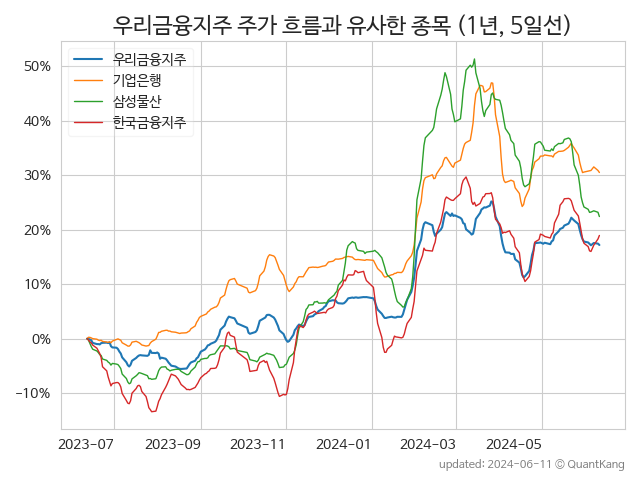 우리금융지주 주가 흐름과 유사한 종목 (1년, 5일선)
우리금융지주
기업은행
삼성물산
한국금융지주
50%
40%
30%
20%
10%
0%
−10%
2023-07
2023-09
2023-11
2024-01
2024-03
2024-05
updated: 2024-06-11 © QuantKang